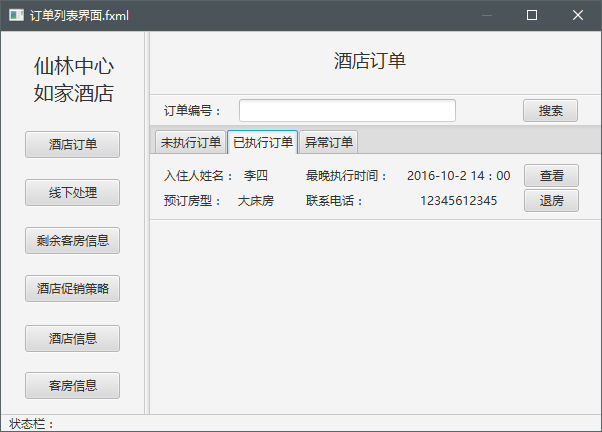 订单列表界面.fxml
仙林中心
如家酒店
酒店订单
线下处理
剩余客房信息
酒店促销策略
酒店信息
客房信息
酒店订单
订单编号： 搜索
未执行订单 已执行订单 异常订单
入住人姓名： 李四 最晚执行时间： 2016-10-2 14：00 查看
预订房型： 大床房 联系电话： 12345612345 退房
状态栏：